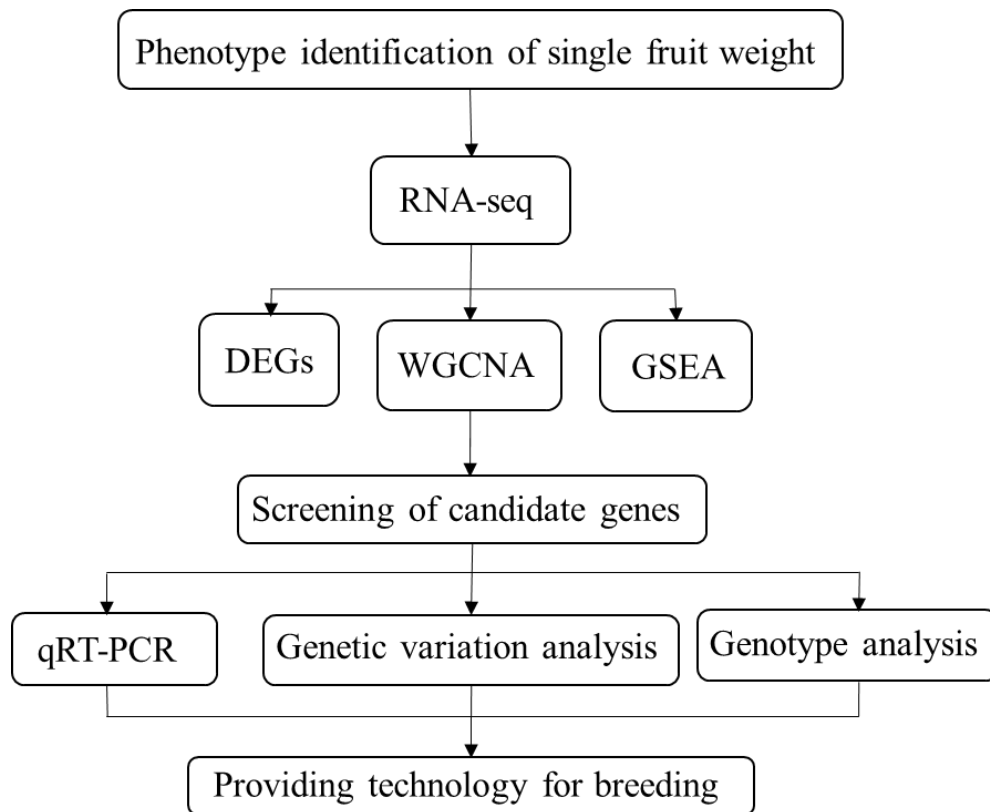 Phenotype identification of single fruit weight
RNA-seq
DEGs
WGCNA
GSEA
Screening of candidate genes
qRT-PCR
Genetic variation analysis
Genotype analysis
Providing technology for breeding